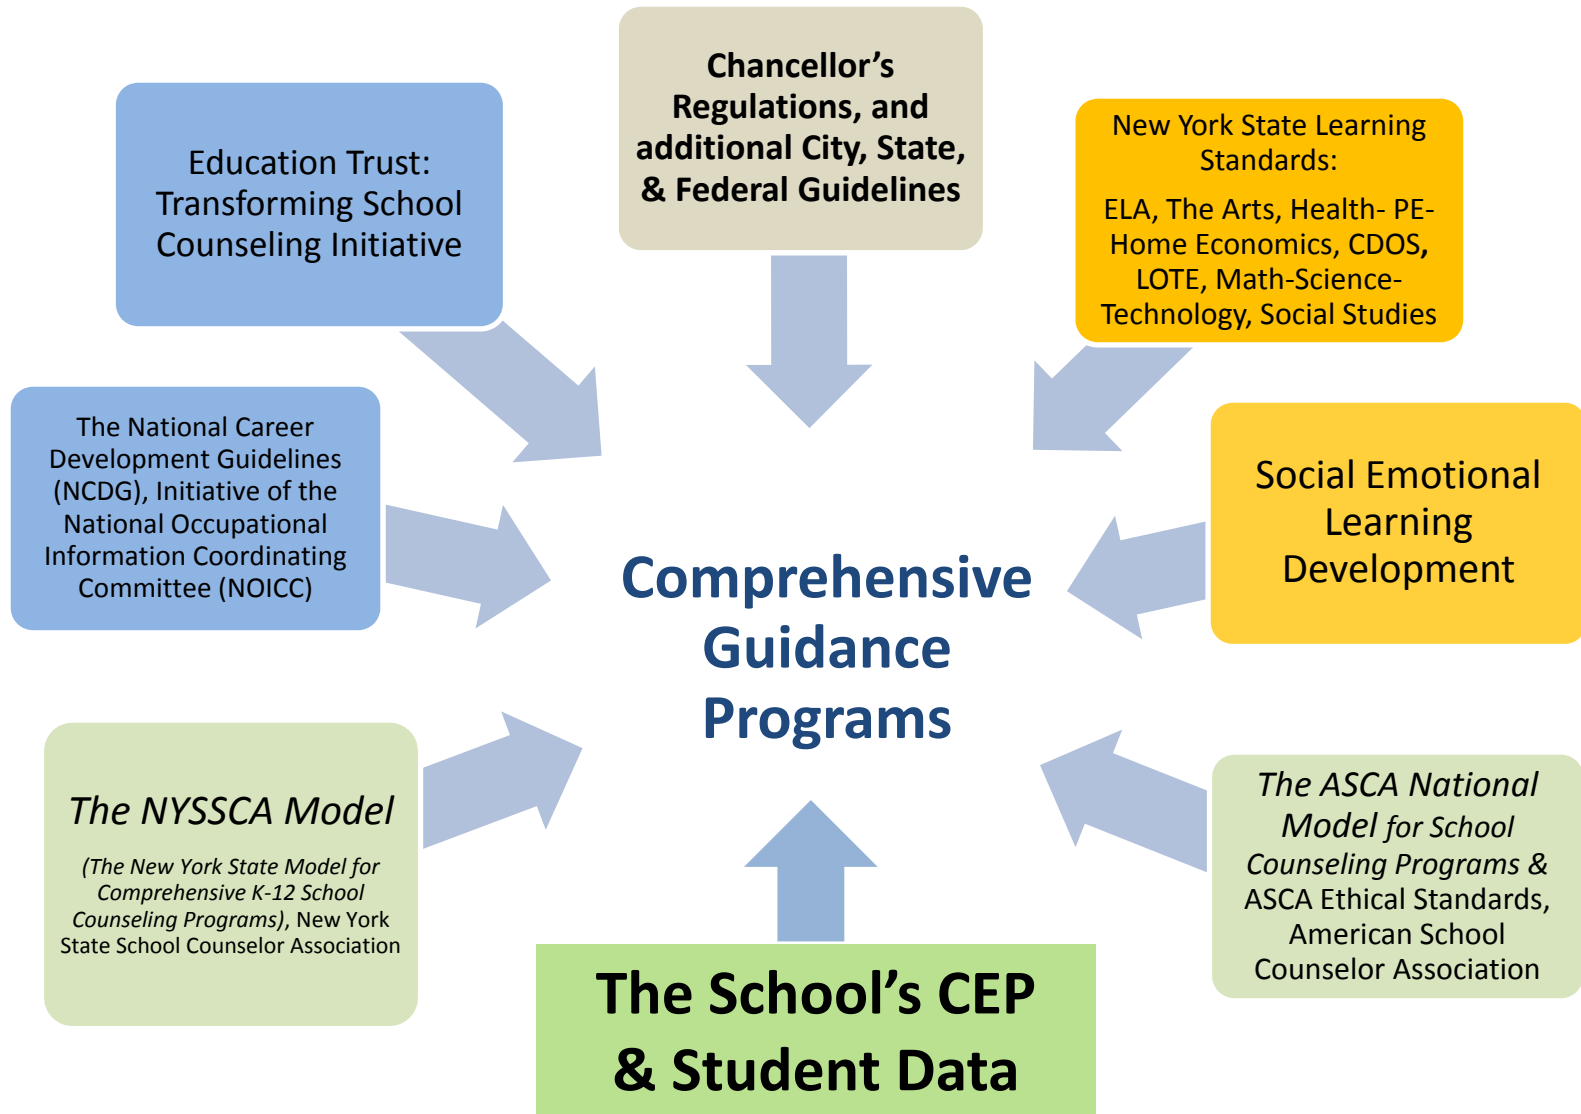 Chancellor’s
Regulations, and
additional City, State,
& Federal Guidelines
Education Trust:
Transforming School
Counseling Initiative
New York State Learning
Standards:
ELA, The Arts, Health- PE-
Home Economics, CDOS,
LOTE, Math-Science-
Technology, Social Studies
The National Career
Development Guidelines
(NCDG), Initiative of the
National Occupational
Information Coordinating
Committee (NOICC)
Social Emotional
Learning
Development
Comprehensive
Guidance
Programs
The NYSSCA Model
(The New York State Model for
Comprehensive K-12 School
Counseling Programs), New York
State School Counselor Association
The ASCA National
Model for School
Counseling Programs &
ASCA Ethical Standards,
American School
Counselor Association
The School’s CEP
& Student Data